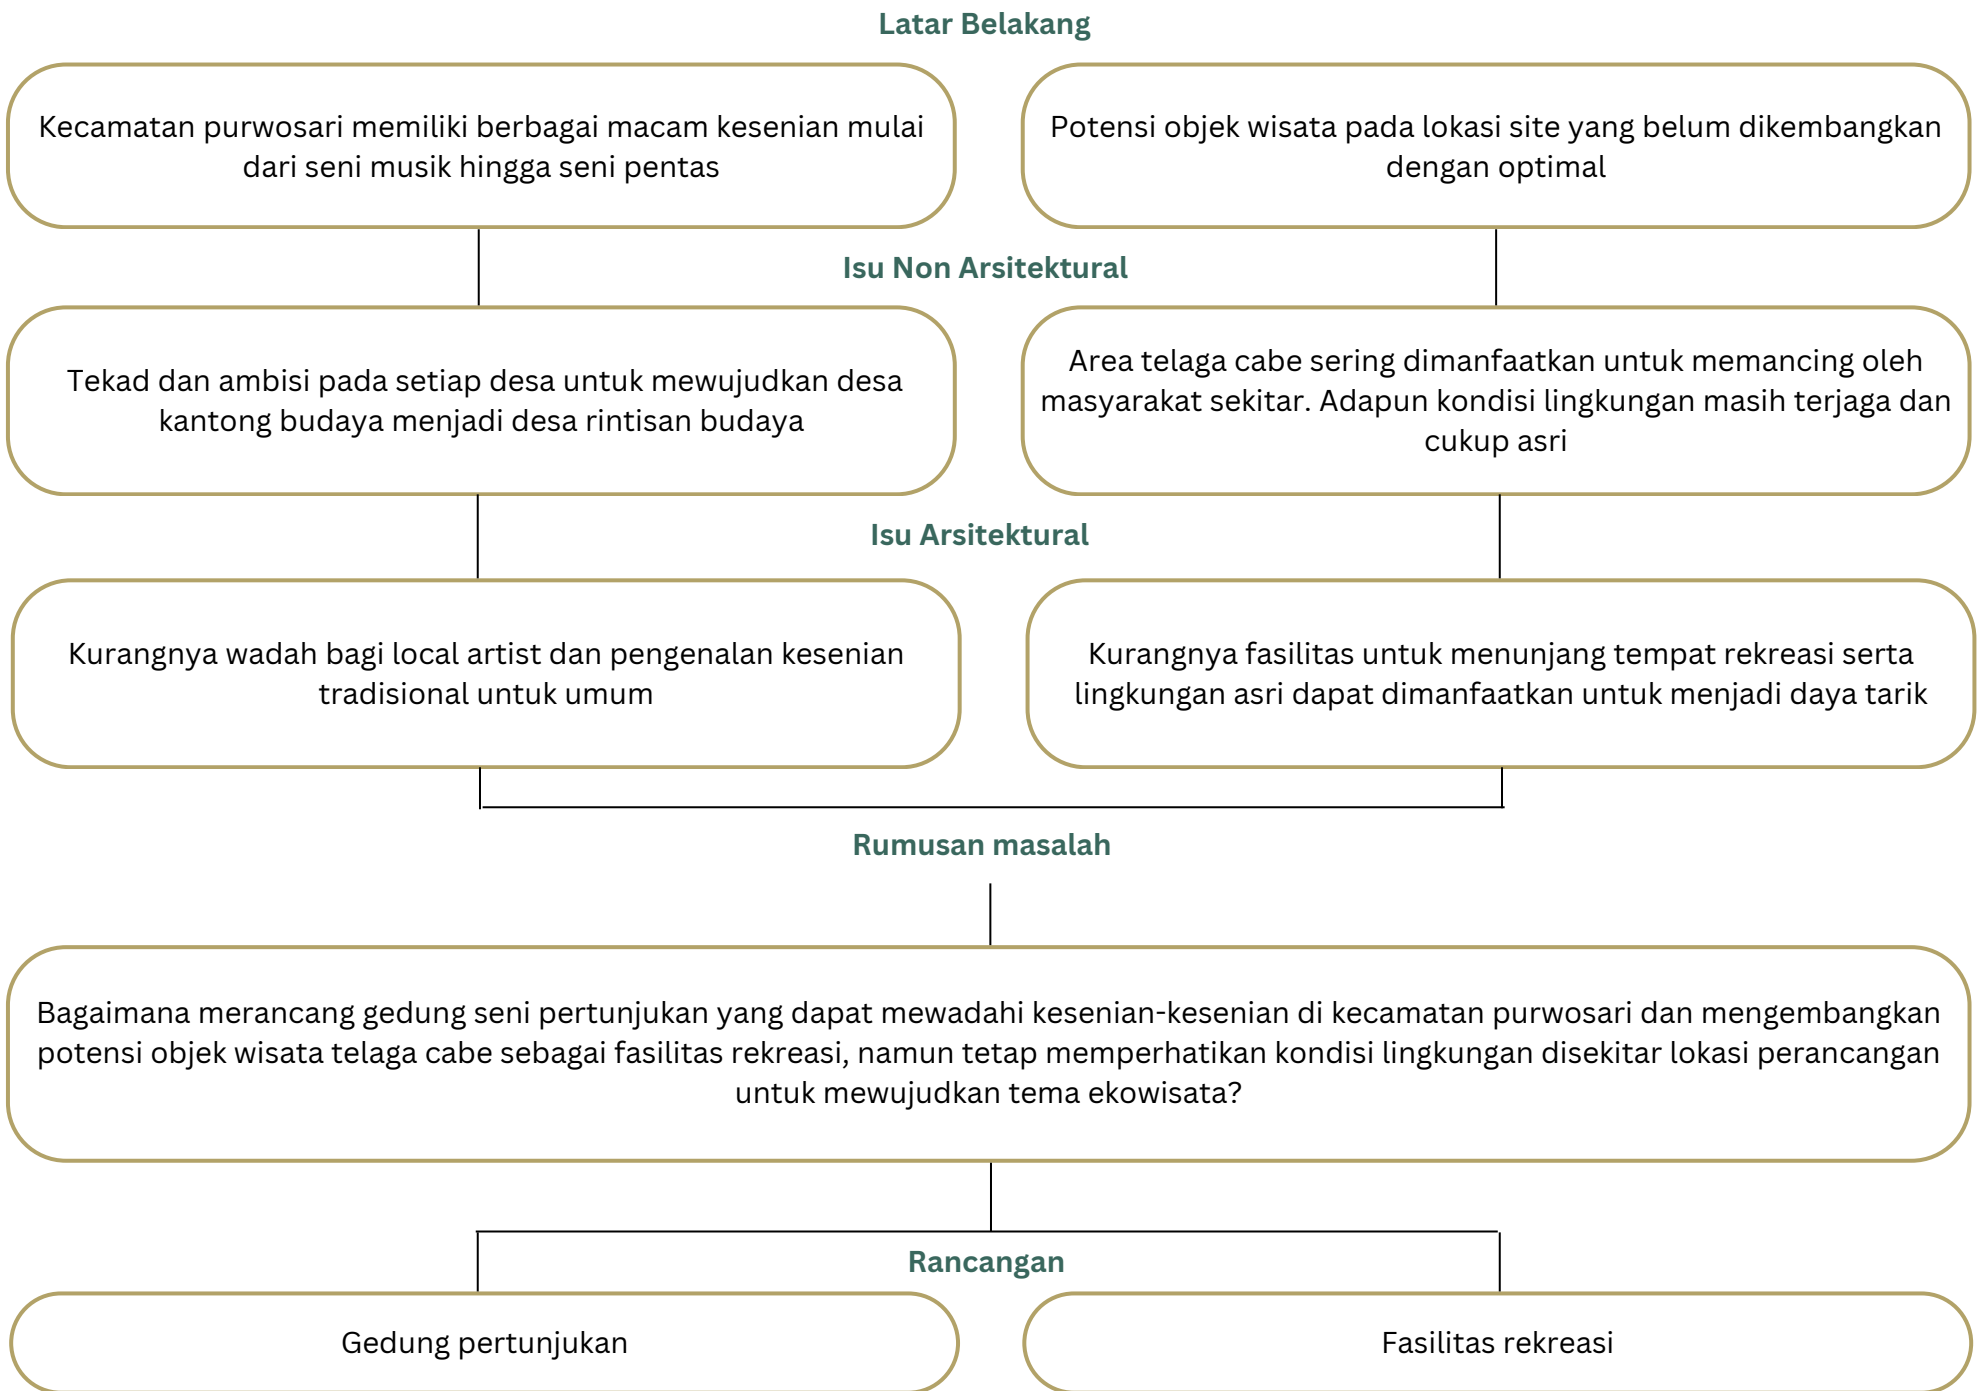 Latar Belakang
Kecamatan purwosari memiliki berbagai macam kesenian mulai
dari seni musik hingga seni pentas
Potensi objek wisata pada lokasi site yang belum dikembangkan
dengan optimal
Isu Non Arsitektural
Tekad dan ambisi pada setiap desa untuk mewujudkan desa
kantong budaya menjadi desa rintisan budaya
Area telaga cabe sering dimanfaatkan untuk memancing oleh
masyarakat sekitar. Adapun kondisi lingkungan masih terjaga dan
cukup asri
Isu Arsitektural
Kurangnya wadah bagi local artist dan pengenalan kesenian
tradisional untuk umum
Kurangnya fasilitas untuk menunjang tempat rekreasi serta
lingkungan asri dapat dimanfaatkan untuk menjadi daya tarik
Rumusan masalah
Bagaimana merancang gedung seni pertunjukan yang dapat mewadahi kesenian-kesenian di kecamatan purwosari dan mengembangkan
potensi objek wisata telaga cabe sebagai fasilitas rekreasi, namun tetap memperhatikan kondisi lingkungan disekitar lokasi perancangan
untuk mewujudkan tema ekowisata?
Rancangan
Gedung pertunjukan
Fasilitas rekreasi